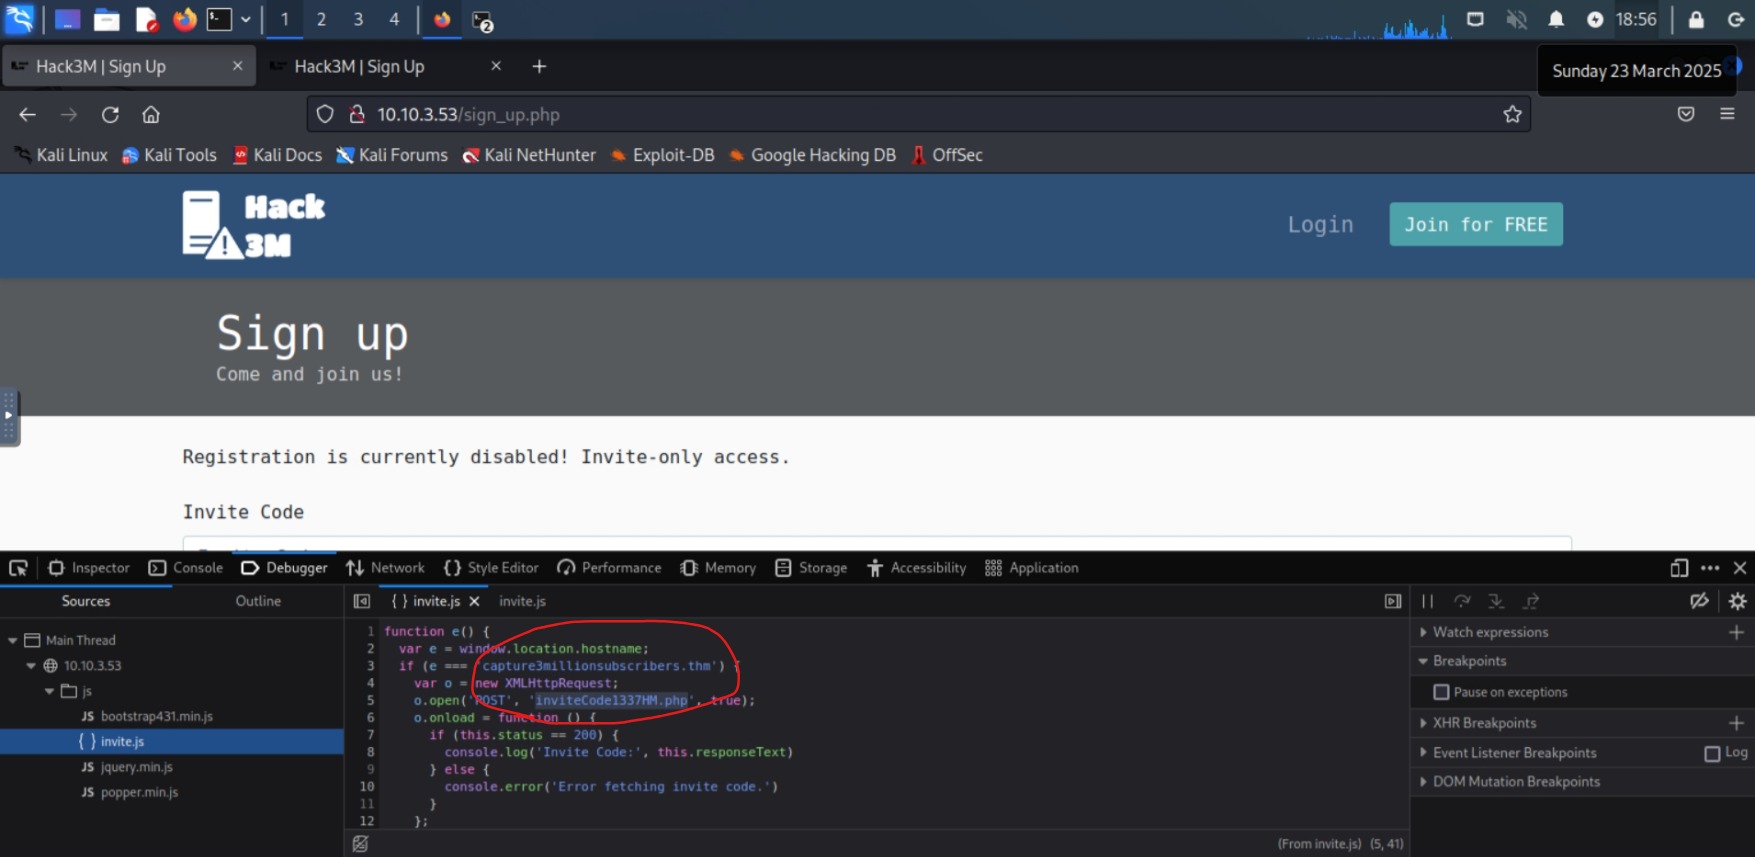 1 2 3 4 2 18:56
Hack3M | Sign Up Hack3M | Sign Up
Sunday 23 March 2025
10.10.3.53/sign_up.php
Kali Linux Kali Tools Kali Docs Kali Forums Kali NetHunter Exploit-DB Google Hacking DB OffSec
Hack
3M
Login Join for FREE
Sign up
Come and join us!
Registration is currently disabled! Invite-only access.
Invite Code
Inspector Console Debugger Network Style Editor Performance Memory Storage Accessibility Application
Sources Outline
{ } invite.js invite.js
Main Thread
10.10.3.53
js
JS bootstrap431.min.js
{ } invite.js
JS jquery.min.js
JS popper.min.js
1 function e() {
2 var e = window.location.hostname;
3 if (e === 'capture3millionsubscribers.thm') {
4 var o = new XMLHttpRequest;
5 o.open('POST', 'inviteCode1337HM.php', true);
6 o.onload = function () {
7 if (this.status == 200) {
8 console.log('Invite Code:', this.responseText)
9 } else {
10 console.error('Error fetching invite code.')
11 }
12 };
(From invite.js) (5, 41)
Watch expressions
Breakpoints
Pause on exceptions
XHR Breakpoints
Event Listener Breakpoints Log
DOM Mutation Breakpoints